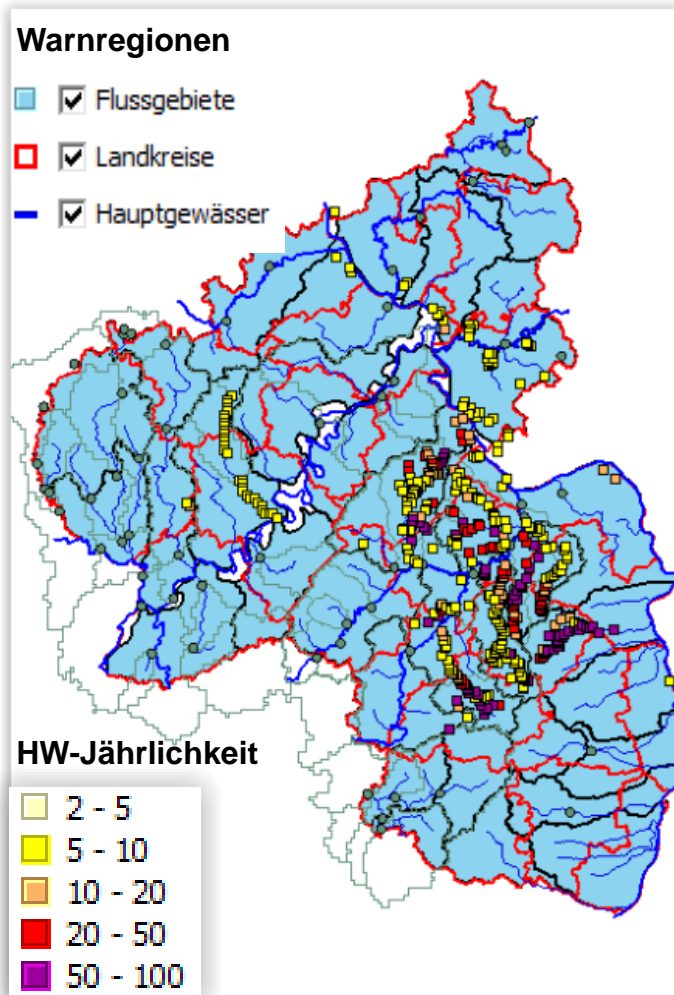 Warnregionen
Flussgebiete
Landkreise
Hauptgewässer
HW-Jährlichkeit
2 - 5
5 - 10
10 - 20
20 - 50
50 - 100